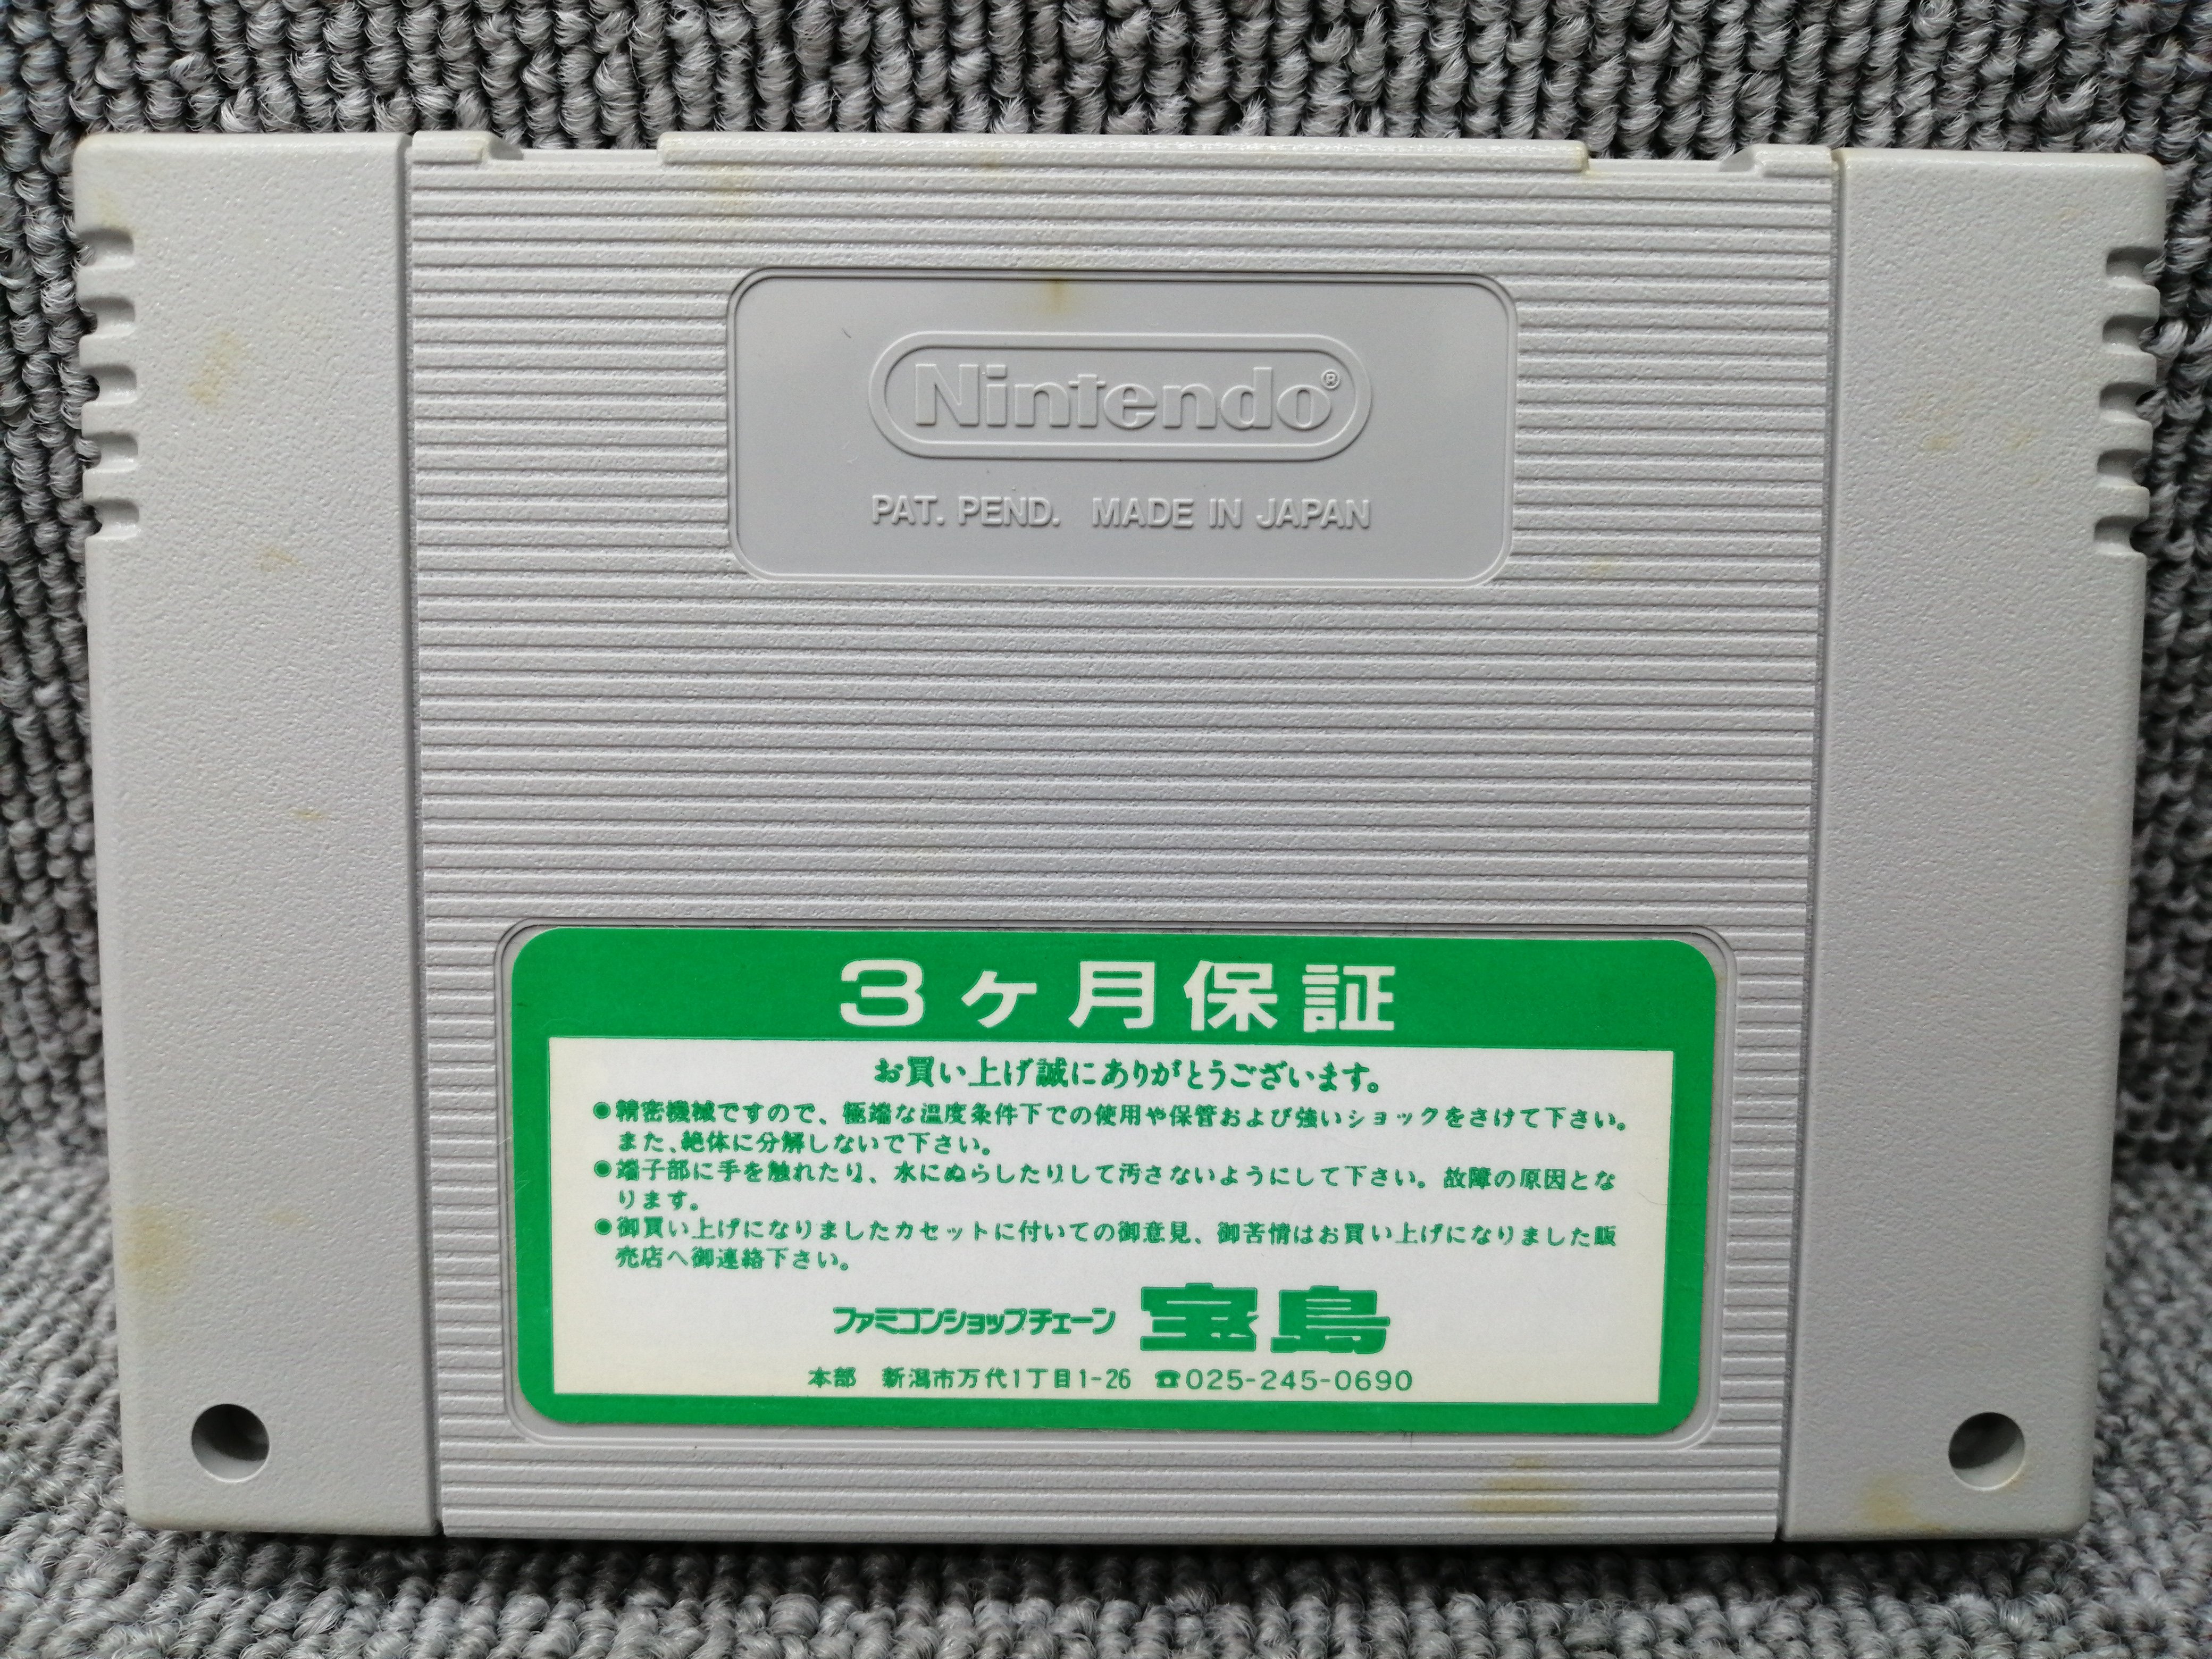 Nintendo®
PAT. PEND. MADE IN JAPAN
3ヶ月保証
お買い上げ誠にありがとうございます。
●精密機械ですので、極端な温度条件下での使用や保管および強いショックをさけて下さい。
また、絶体に分解しないで下さい。
●端子部に手を触れたり、水にぬらしたりして汚さないようにして下さい。故障の原因とな
ります。
●御買い上げになりましたカセットに付いての御意見、御苦情はお買い上げになりました販
売店へ御連絡下さい。
ファミコンショップチェーン 宝島
本部 新潟市万代1丁目1-26 ☎025-245-0690